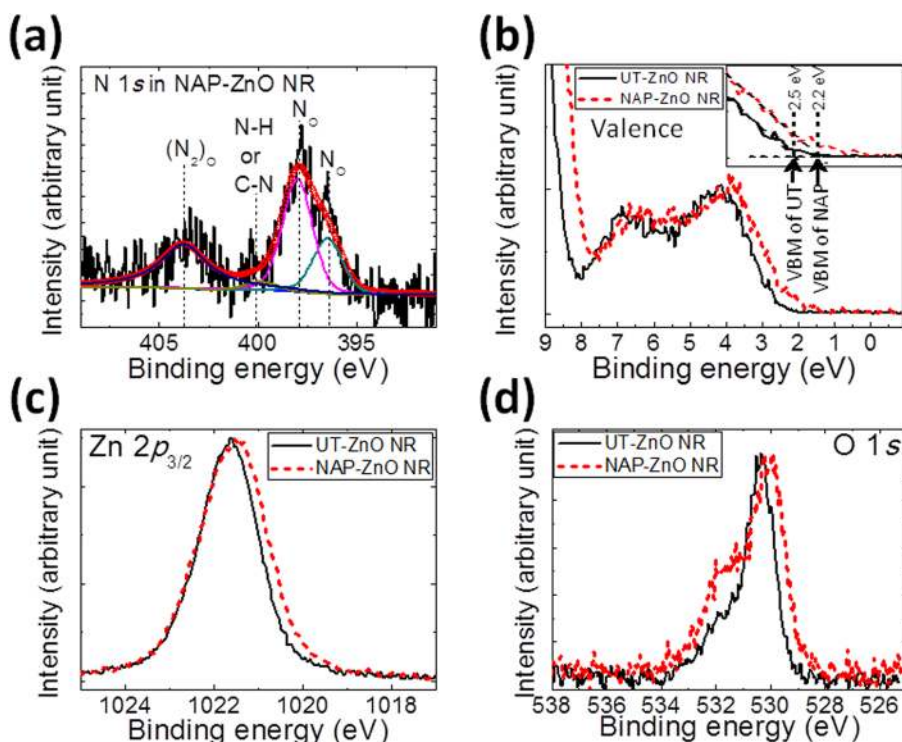 (a)
N 1s in NAP-ZnO NR
(N₂)ₒ
N-H
or
C-N
Nₒ
Nₒ
Intensity (arbitrary unit)
405 400 395
Binding energy (eV)
(b)
UT-ZnO NR
NAP-ZnO NR
Valence
2.5 eV
2.2 eV
VBM of UT
VBM of NAP
Intensity (arbitrary unit)
9 8 7 6 5 4 3 2 1 0
Binding energy (eV)
(c)
Zn 2p3/2
UT-ZnO NR
NAP-ZnO NR
Intensity (arbitrary unit)
1024 1022 1020 1018
Binding energy (eV)
(d)
UT-ZnO NR
NAP-ZnO NR
O 1s
Intensity (arbitrary unit)
538 536 534 532 530 528 526
Binding energy (eV)